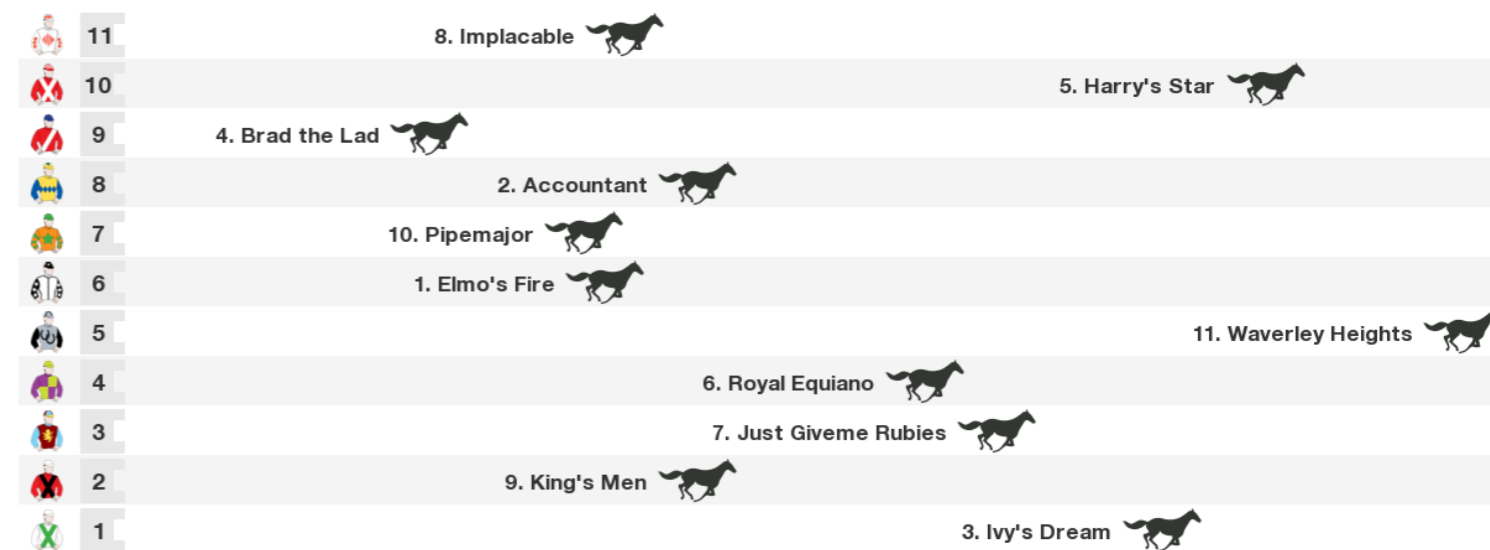 11 8. Implacable
10 5. Harry's Star
9 4. Brad the Lad
8 2. Accountant
7 10. Pipemajor
6 1. Elmo's Fire
5 11. Waverley Heights
4 6. Royal Equiano
3 7. Just Giveme Rubies
2 9. King's Men
1 3. Ivy's Dream